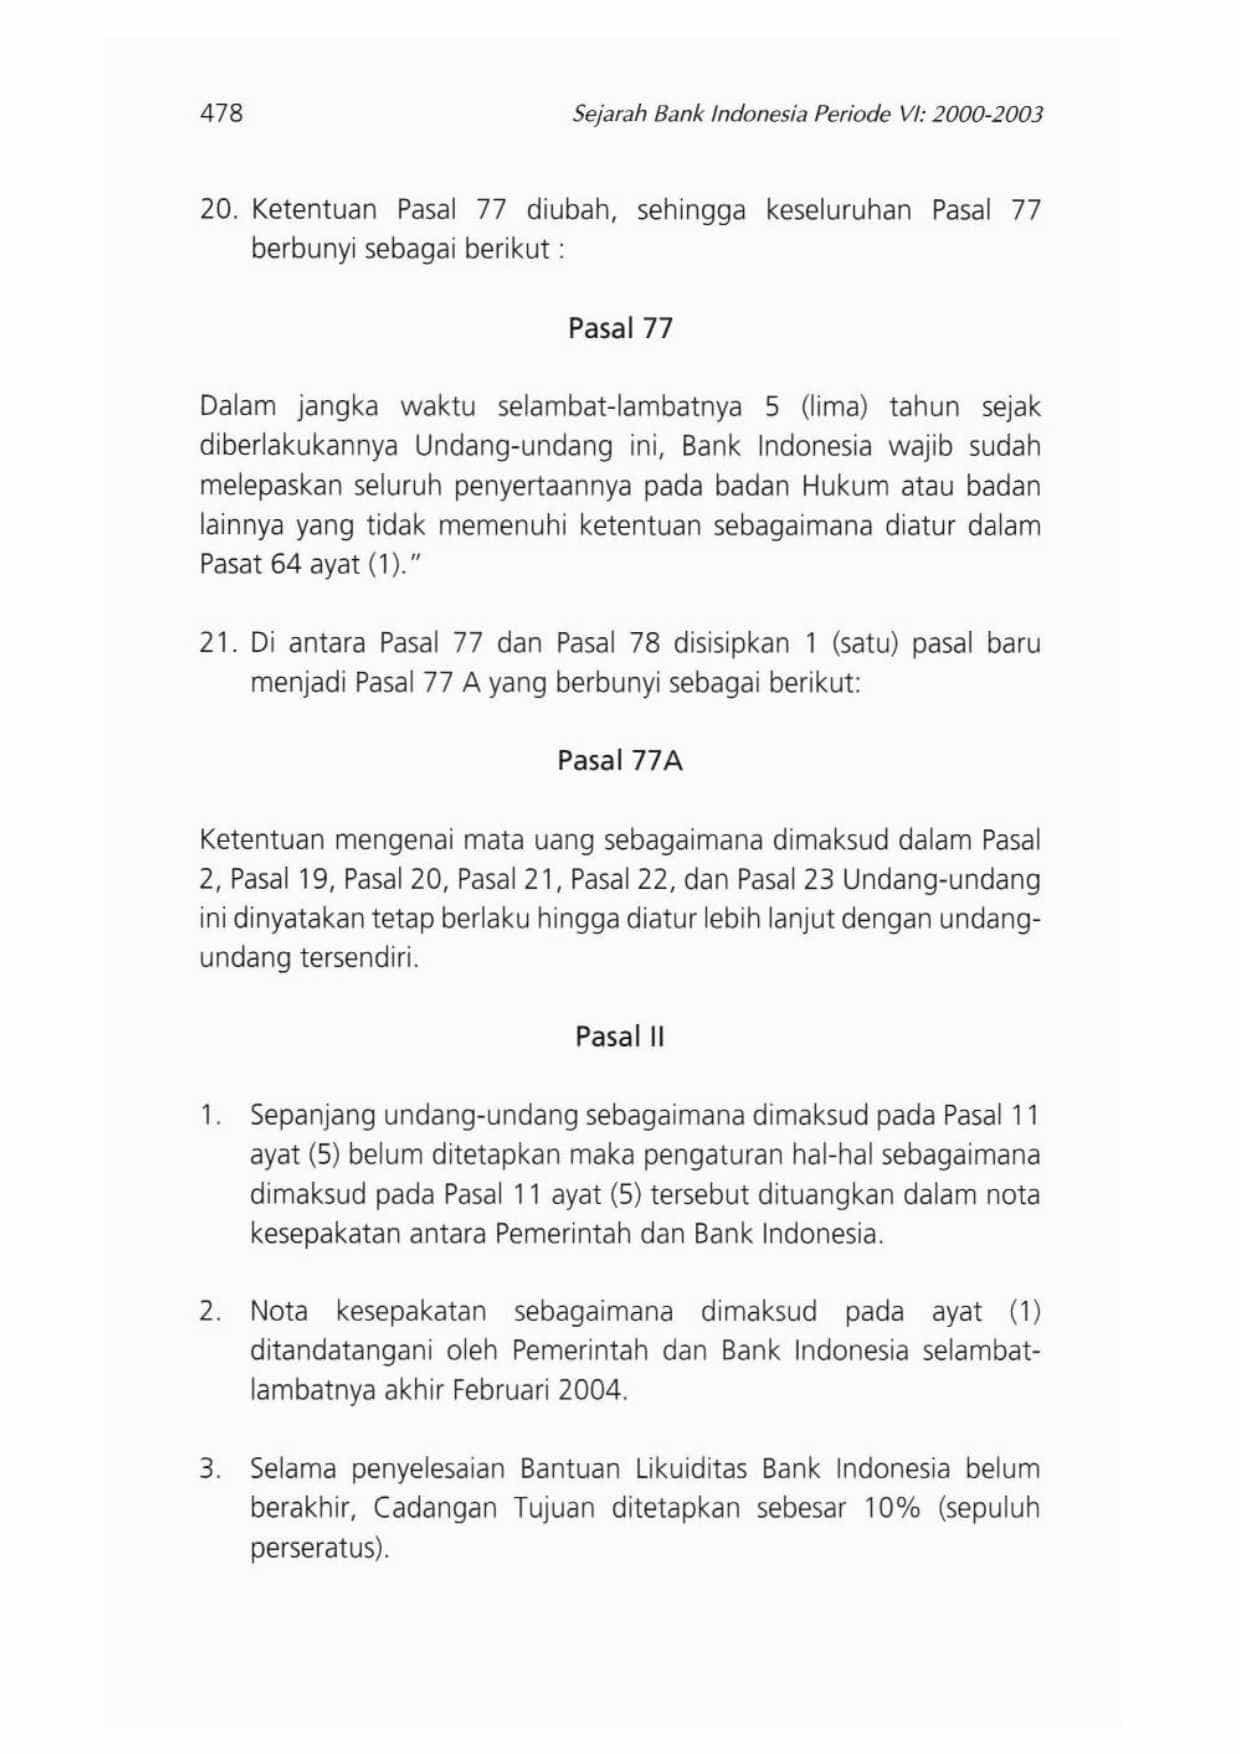 478 Sejarah Bank Indonesia Periode VI: 2000-2003
20. Ketentuan Pasal 77 diubah, sehingga keseluruhan Pasal 77
berbunyi sebagai berikut :
Pasal 77
Dalam jangka waktu selambat-lambatnya 5 (lima) tahun sejak
diberlakukannya Undang-undang ini, Bank Indonesia wajib sudah
melepaskan seluruh penyertaannya pada badan Hukum atau badan
lainnya yang tidak memenuhi ketentuan sebagaimana diatur dalam
Pasat 64 ayat (1)."
21. Di antara Pasal 77 dan Pasal 78 disisipkan 1 (satu) pasal baru
menjadi Pasal 77 A yang berbunyi sebagai berikut:
Pasal 77A
Ketentuan mengenai mata uang sebagaimana dimaksud dalam Pasal
2, Pasal 19, Pasal 20, Pasal 21, Pasal 22, dan Pasal 23 Undang-undang
ini dinyatakan tetap berlaku hingga diatur lebih lanjut dengan undang-
undang tersendiri.
Pasal II
1. Sepanjang undang-undang sebagaimana dimaksud pada Pasal 11
ayat (5) belum ditetapkan maka pengaturan hal-hal sebagaimana
dimaksud pada Pasal 11 ayat (5) tersebut dituangkan dalam nota
kesepakatan antara Pemerintah dan Bank Indonesia.
2. Nota kesepakatan sebagaimana dimaksud pada ayat (1)
ditandatangani oleh Pemerintah dan Bank Indonesia selambat-
lambatnya akhir Februari 2004.
3. Selama penyelesaian Bantuan Likuiditas Bank Indonesia belum
berakhir, Cadangan Tujuan ditetapkan sebesar 10% (sepuluh
perseratus).